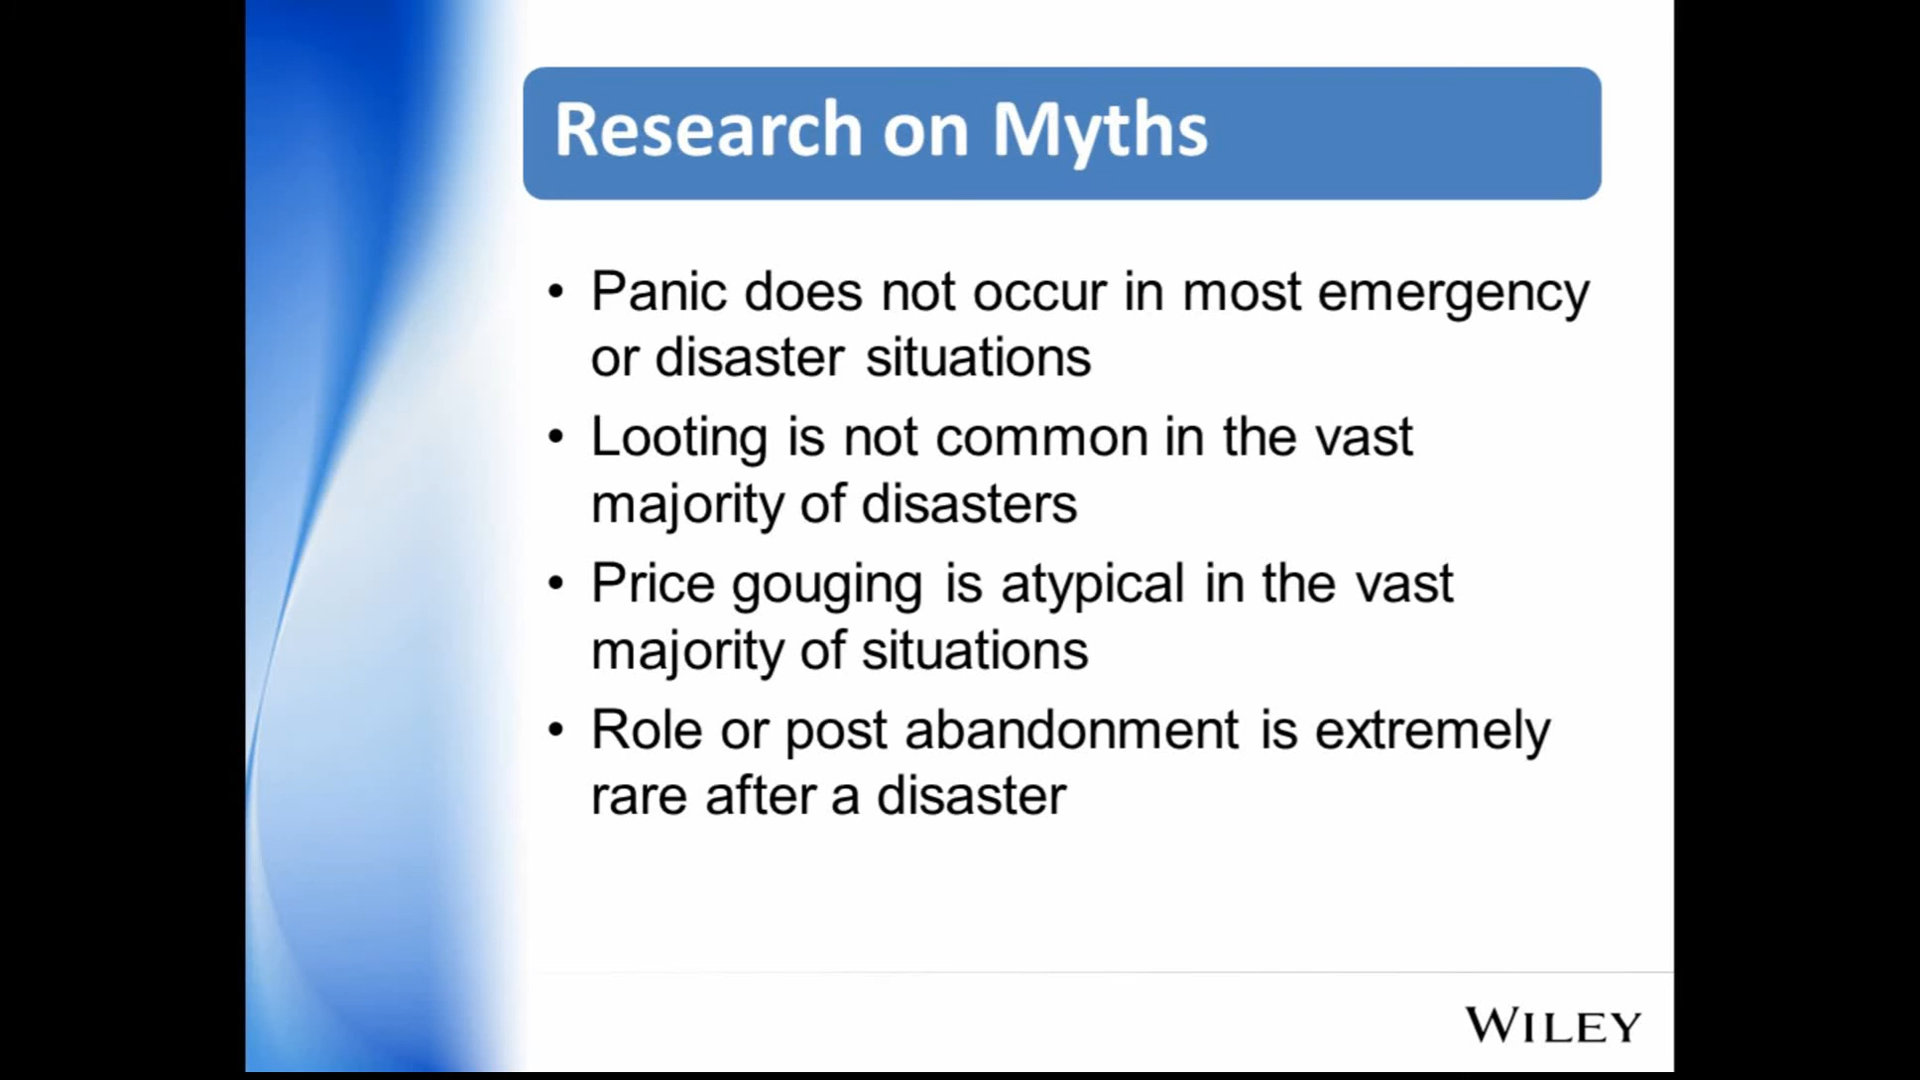 Research on Myths
• Panic does not occur in most emergency
or disaster situations
• Looting is not common in the vast
majority of disasters
• Price gouging is atypical in the vast
majority of situations
• Role or post abandonment is extremely
rare after a disaster
WILEY